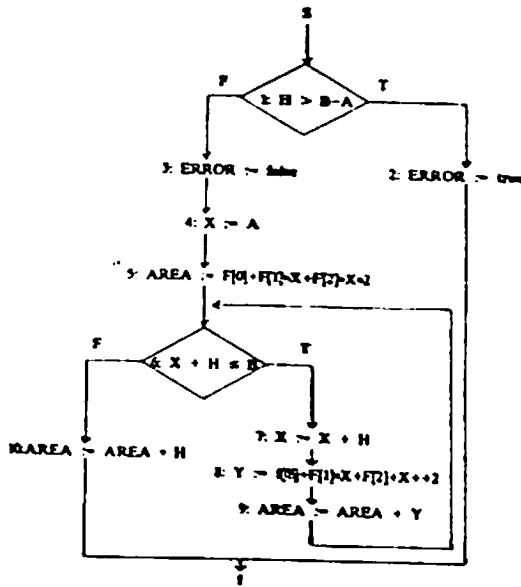 F
T
1: H > B-A
3: ERROR := false
2: ERROR := true
4: X := A
5: AREA := F[0]+F[1]*X+F[2]*X*2
F
T
6: X + H ≤ B
7: X := X + H
10:AREA := AREA + H
8: Y := F[0]+F[1]*X+F[2]+X**2
9: AREA := AREA + Y